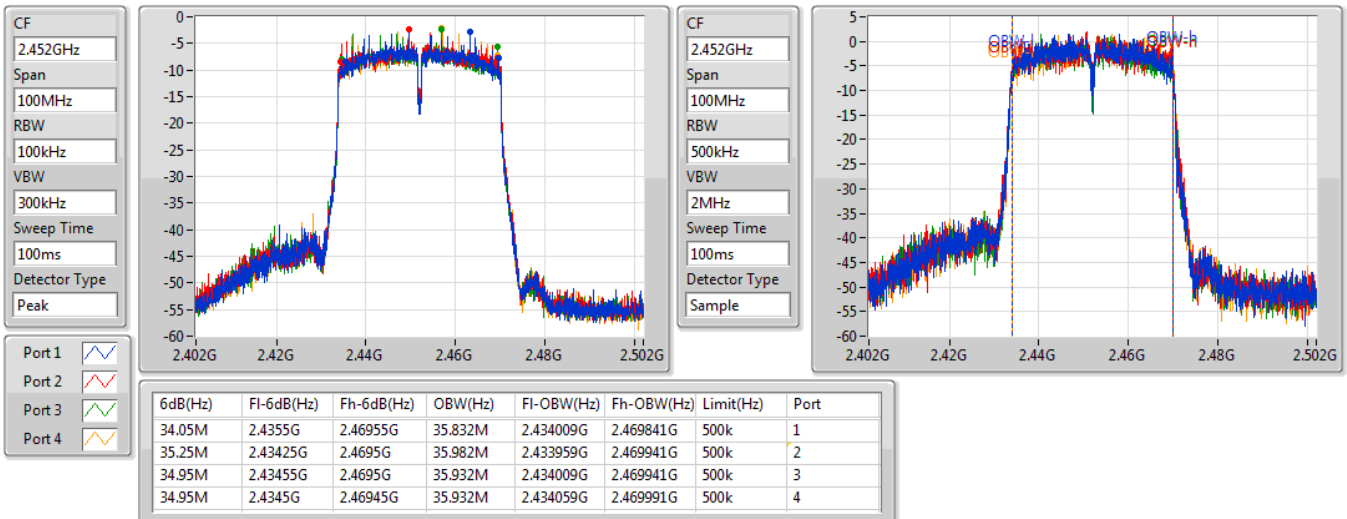 CF
2.452GHz
Span
100MHz
RBW
100kHz
VBW
300kHz
Sweep Time
100ms
Detector Type
Peak
0
-5
-10
-15
-20
-25
-30
-35
-40
-45
-50
-55
-60
2.402G 2.42G 2.44G 2.46G 2.48G 2.502G
CF
2.452GHz
Span
100MHz
RBW
500kHz
VBW
2MHz
Sweep Time
100ms
Detector Type
Sample
5
0
-5
-10
-15
-20
-25
-30
-35
-40
-45
-50
-55
-60
OBW-h
2.402G 2.42G 2.44G 2.46G 2.48G 2.502G
Port 1
Port 2
Port 3
Port 4
6dB(Hz) Fl-6dB(Hz) Fh-6dB(Hz) OBW(Hz) Fl-OBW(Hz) Fh-OBW(Hz) Limit(Hz) Port
34.05M 2.4355G 2.46955G 35.832M 2.434009G 2.469841G 500k 1
35.25M 2.43425G 2.4695G 35.982M 2.433959G 2.469941G 500k 2
34.95M 2.43455G 2.4695G 35.932M 2.434009G 2.469941G 500k 3
34.95M 2.4345G 2.46945G 35.932M 2.434059G 2.469991G 500k 4